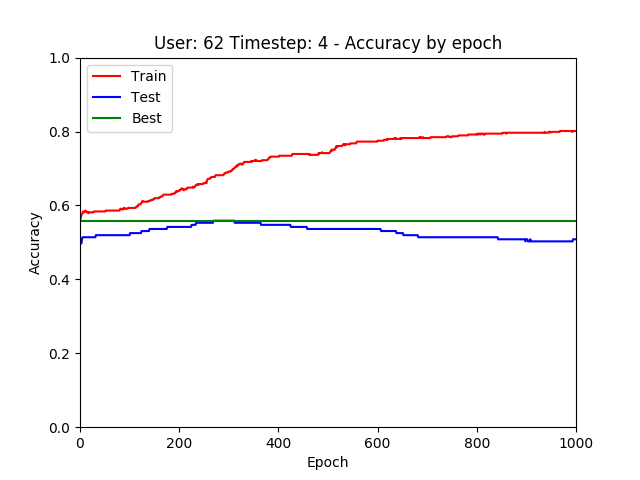 User: 62 Timestep: 4 - Accuracy by epoch
1.0
0.8
0.6
0.4
0.2
0.0
Accuracy
Train
Test
Best
0 200 400 600 800 1000
Epoch